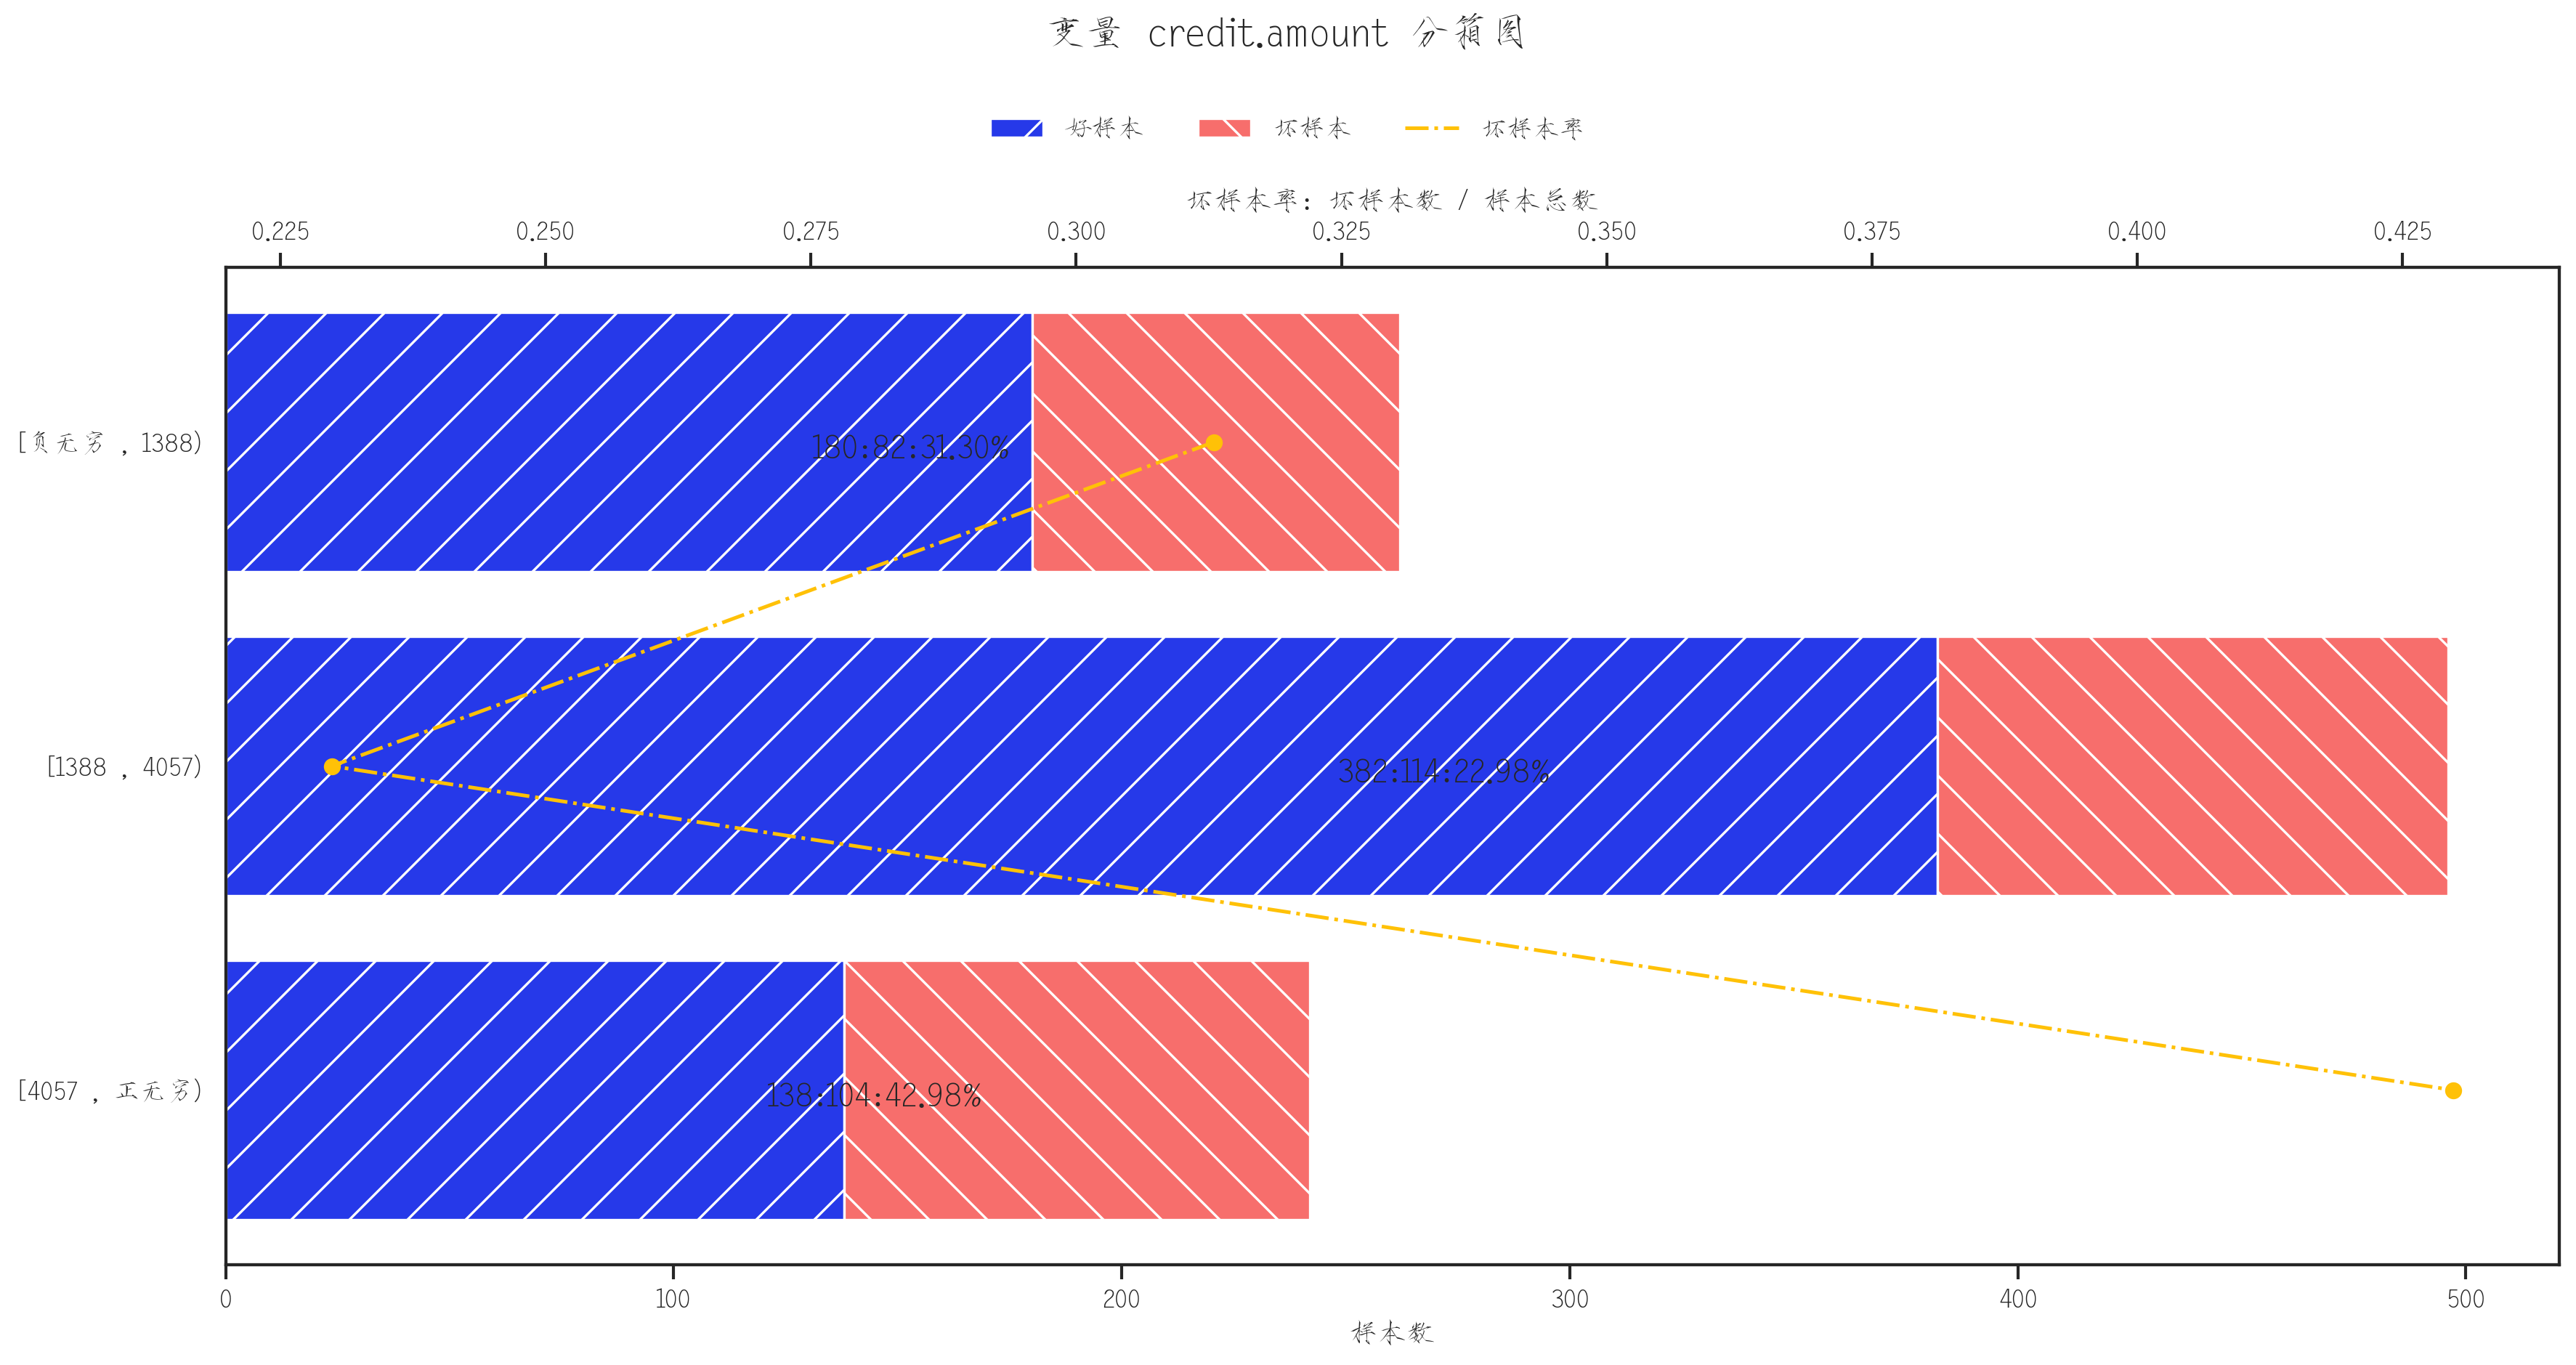 变量 credit.amount 分箱图
好样本 坏样本 坏样本率
坏样本率: 坏样本数 / 样本总数
0.225 0.250 0.275 0.300 0.325 0.350 0.375 0.400 0.425
[负无穷 , 1388)
180:82:31.30%
[1388 , 4057)
382:114:22.98%
[4057 , 正无穷)
138:104:42.98%
0 100 200 300 400 500
样本数